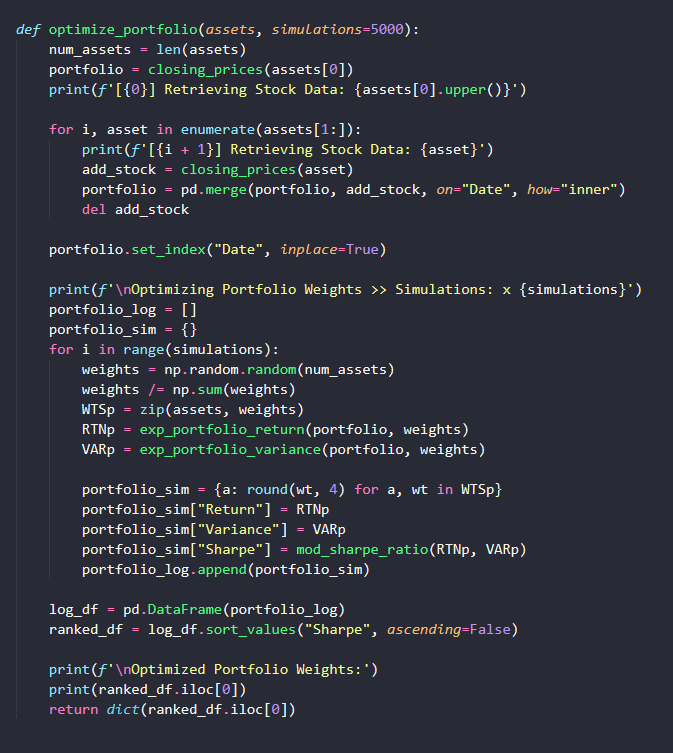 def optimize_portfolio(assets, simulations=5000):
    num_assets = len(assets)
    portfolio = closing_prices(assets[0])
    print(f'[{0}] Retrieving Stock Data: {assets[0].upper()}')

    for i, asset in enumerate(assets[1:]):
        print(f'[{i + 1}] Retrieving Stock Data: {asset}')
        add_stock = closing_prices(asset)
        portfolio = pd.merge(portfolio, add_stock, on="Date", how="inner")
        del add_stock

    portfolio.set_index("Date", inplace=True)

    print(f'\nOptimizing Portfolio Weights >> Simulations: x {simulations}')
    portfolio_log = []
    portfolio_sim = {}
    for i in range(simulations):
        weights = np.random.random(num_assets)
        weights /= np.sum(weights)
        WTSp = zip(assets, weights)
        RTNp = exp_portfolio_return(portfolio, weights)
        VARp = exp_portfolio_variance(portfolio, weights)

        portfolio_sim = {a: round(wt, 4) for a, wt in WTSp}
        portfolio_sim["Return"] = RTNp
        portfolio_sim["Variance"] = VARp
        portfolio_sim["Sharpe"] = mod_sharpe_ratio(RTNp, VARp)
        portfolio_log.append(portfolio_sim)

    log_df = pd.DataFrame(portfolio_log)
    ranked_df = log_df.sort_values("Sharpe", ascending=False)

    print(f'\nOptimized Portfolio Weights:')
    print(ranked_df.iloc[0])
    return dict(ranked_df.iloc[0])